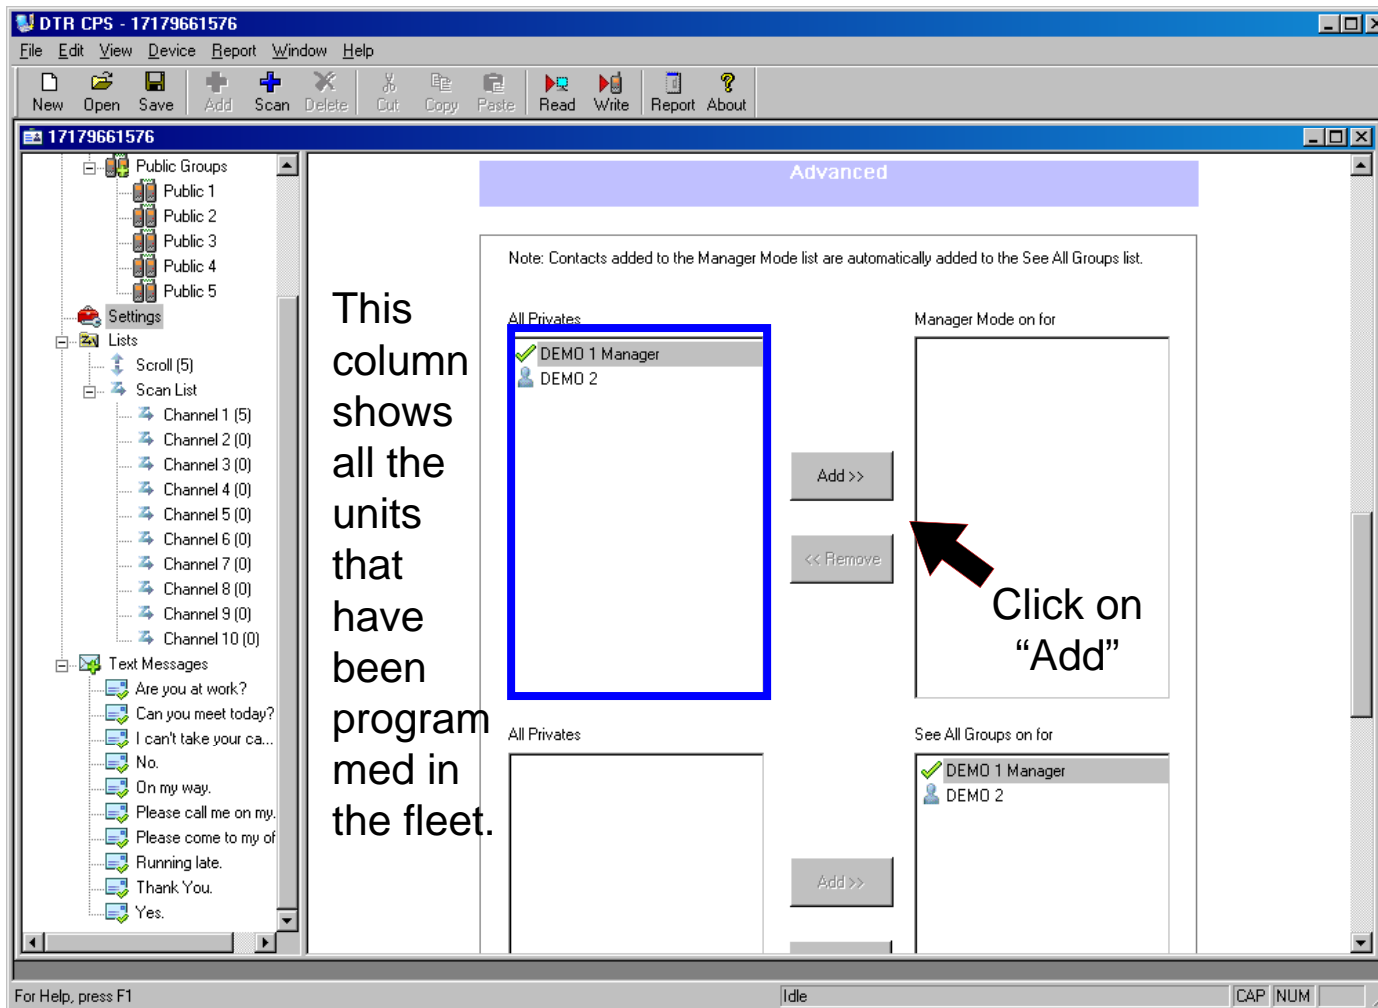 DTR CPS - 17179661576
File Edit View Device Report Window Help
New Open Save Add Scan Delete Cut Copy Paste Read Write Report About
17179661576
Public Groups
Public 1
Public 2
Public 3
Public 4
Public 5
Settings
Lists
Scroll (5)
Scan List
Channel 1 (5)
Channel 2 (0)
Channel 3 (0)
Channel 4 (0)
Channel 5 (0)
Channel 6 (0)
Channel 7 (0)
Channel 8 (0)
Channel 9 (0)
Channel 10 (0)
Text Messages
Are you at work?
Can you meet today?
I can't take your ca...
No.
On my way.
Please call me on my.
Please come to my of
Running late.
Thank You.
Yes.
This
column
shows
all the
units
that
have
been
program
med in
the fleet.
Advanced
Note: Contacts added to the Manager Mode list are automatically added to the See All Groups list.
All Privates
DEMO 1 Manager
DEMO 2
Add >>
<< Remove
Manager Mode on for
Click on
“Add”
All Privates
Add >>
See All Groups on for
DEMO 1 Manager
DEMO 2
For Help, press F1
Idle
CAP NUM